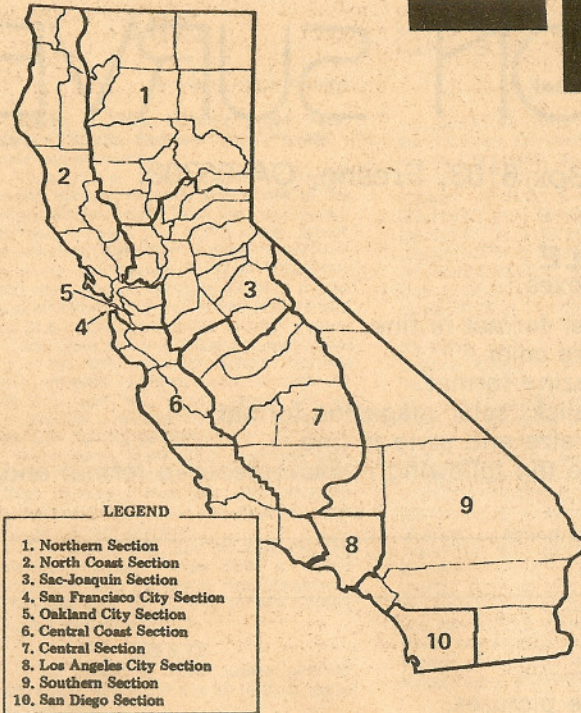 1
2
3
5
4
6
7
9
8
10
LEGEND
1. Northern Section
2. North Coast Section
3. Sac-Joaquin Section
4. San Francisco City Section
5. Oakland City Section
6. Central Coast Section
7. Central Section
8. Los Angeles City Section
9. Southern Section
10. San Diego Section